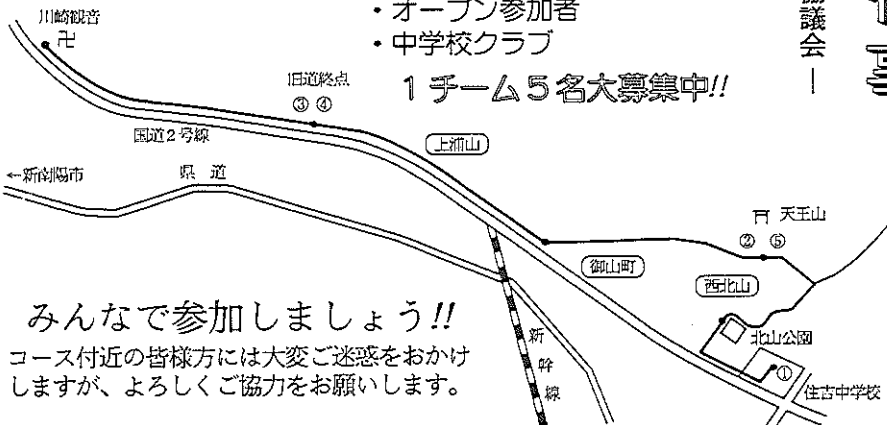 ・オープン参加者
・中学校クラブ
1チーム5名大募集中!!
議会―
川崎観音
卍
旧道終点
③ ④
国道2号線
上浦山
←新南陽市
県道
天王山
② ⑤
御山町
西北山
新幹線
北山公園
①
住吉中学校
みんなで参加しましょう!!
コース付近の皆様方には大変ご迷惑をおかけ
しますが、よろしくご協力をお願いします。